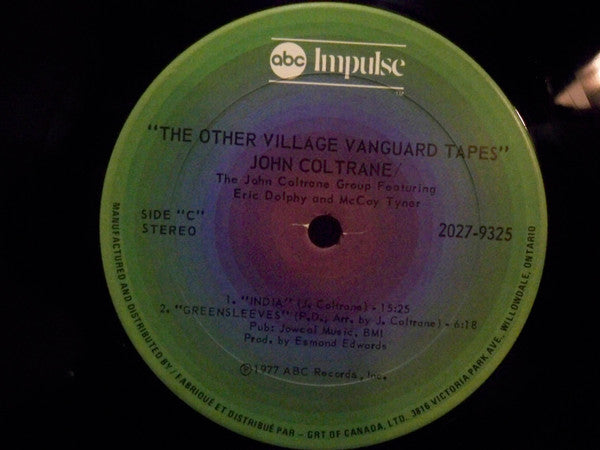 abc Impulse
"THE OTHER VILLAGE VANGUARD TAPES"
JOHN COLTRANE/
The John Coltrane Group Featuring
Eric Dolphy and McCoy Tyner
SIDE "C"
STEREO
2027-9325
1. "INDIA" (J. Coltrane) - 15:25
2. "GREENSLEEVES" (P.D.; Arr. by J. Coltrane) - 6:18
Pub: Jowcol Music, BMI
Prod. by Esmond Edwards
Ⓟ1977 ABC Records, Inc.
MANUFACTURED AND DISTRIBUTED BY / FABRIQUÉ ET DISTRIBUÉ PAR - GRT OF CANADA, LTD. 3816 VICTORIA PARK AVE, WILLONDALE, ONTARIO